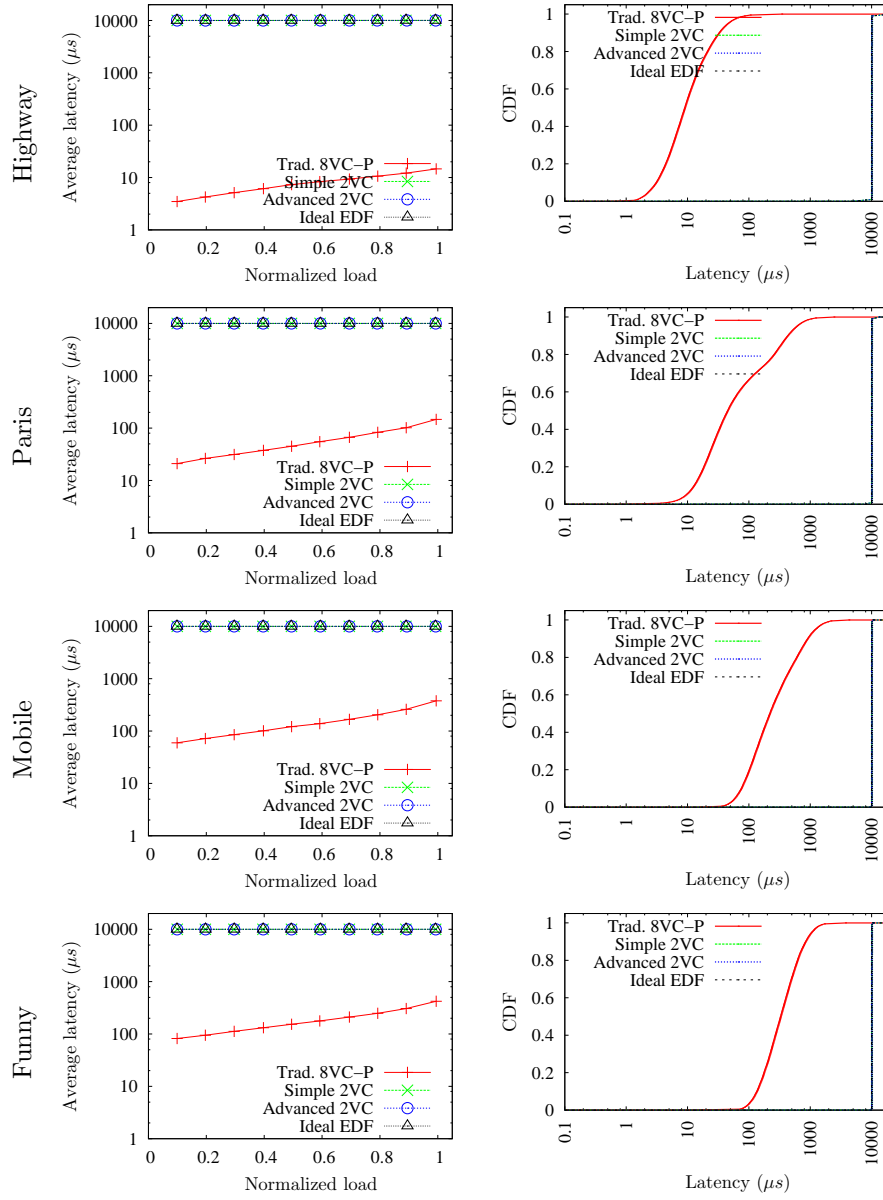 Highway
Average latency (μs)
10000
1000
100
10
1
Trad. 8VC−P
Simple 2VC
Advanced 2VC
Ideal EDF
0 0.2 0.4 0.6 0.8 1
Normalized load
CDF
1
0.8
0.6
0.4
0.2
0
Trad. 8VC−P
Simple 2VC
Advanced 2VC
Ideal EDF
0.1 1 10 100 1000 10000
Latency (μs)
Paris
Average latency (μs)
10000
1000
100
10
1
Trad. 8VC−P
Simple 2VC
Advanced 2VC
Ideal EDF
0 0.2 0.4 0.6 0.8 1
Normalized load
CDF
1
0.8
0.6
0.4
0.2
0
Trad. 8VC−P
Simple 2VC
Advanced 2VC
Ideal EDF
0.1 1 10 100 1000 10000
Latency (μs)
Mobile
Average latency (μs)
10000
1000
100
10
1
Trad. 8VC−P
Simple 2VC
Advanced 2VC
Ideal EDF
0 0.2 0.4 0.6 0.8 1
Normalized load
CDF
1
0.8
0.6
0.4
0.2
0
Trad. 8VC−P
Simple 2VC
Advanced 2VC
Ideal EDF
0.1 1 10 100 1000 10000
Latency (μs)
Funny
Average latency (μs)
10000
1000
100
10
1
Trad. 8VC−P
Simple 2VC
Advanced 2VC
Ideal EDF
0 0.2 0.4 0.6 0.8 1
Normalized load
CDF
1
0.8
0.6
0.4
0.2
0
Trad. 8VC−P
Simple 2VC
Advanced 2VC
Ideal EDF
0.1 1 10 100 1000 10000
Latency (μs)